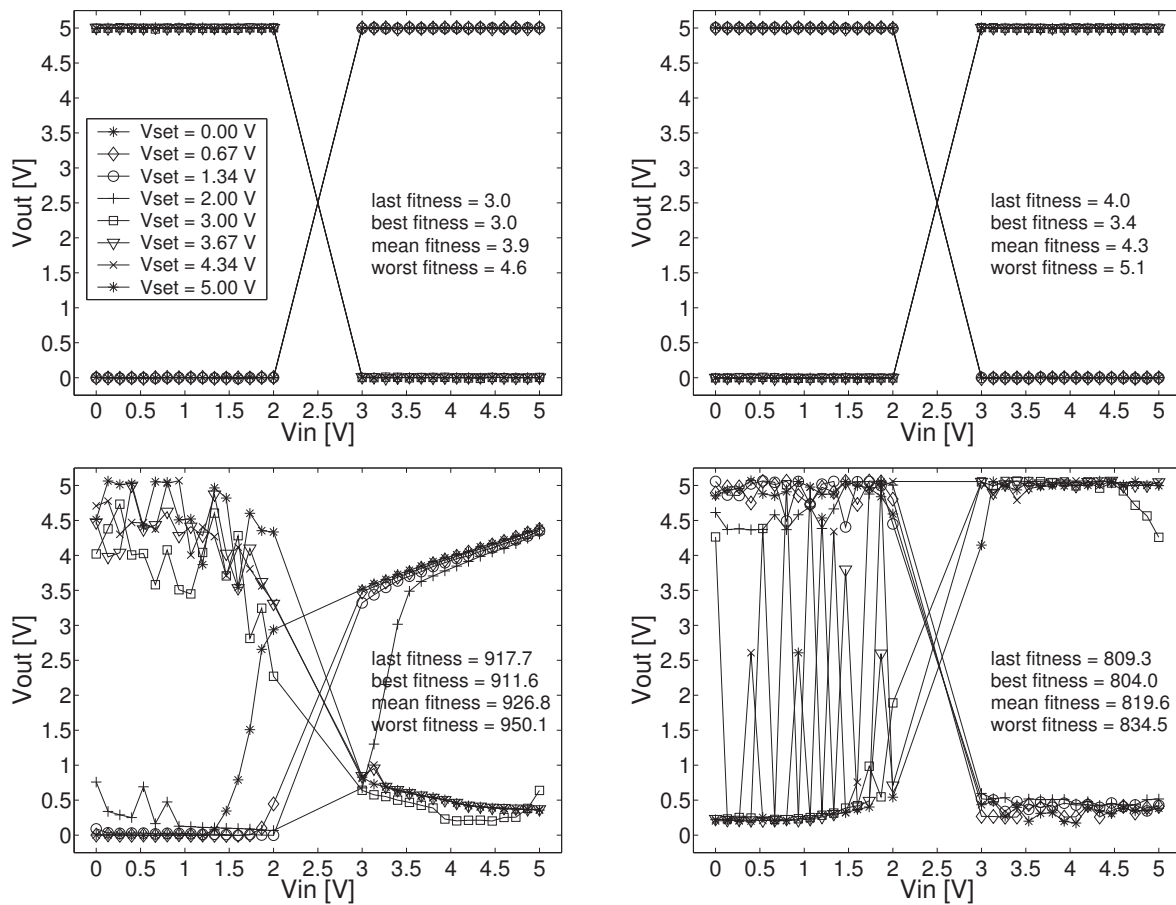 5
4.5
4
3.5
3
2.5
2
1.5
1
0.5
0
Vout [V]
Vset = 0.00 V
Vset = 0.67 V
Vset = 1.34 V
Vset = 2.00 V
Vset = 3.00 V
Vset = 3.67 V
Vset = 4.34 V
Vset = 5.00 V
last fitness = 3.0
best fitness = 3.0
mean fitness = 3.9
worst fitness = 4.6
0 0.5 1 1.5 2 2.5 3 3.5 4 4.5 5
Vin [V]
5
4.5
4
3.5
3
2.5
2
1.5
1
0.5
0
Vout [V]
last fitness = 4.0
best fitness = 3.4
mean fitness = 4.3
worst fitness = 5.1
0 0.5 1 1.5 2 2.5 3 3.5 4 4.5 5
Vin [V]
5
4.5
4
3.5
3
2.5
2
1.5
1
0.5
0
Vout [V]
last fitness = 917.7
best fitness = 911.6
mean fitness = 926.8
worst fitness = 950.1
0 0.5 1 1.5 2 2.5 3 3.5 4 4.5 5
Vin [V]
5
4.5
4
3.5
3
2.5
2
1.5
1
0.5
0
Vout [V]
last fitness = 809.3
best fitness = 804.0
mean fitness = 819.6
worst fitness = 834.5
0 0.5 1 1.5 2 2.5 3 3.5 4 4.5 5
Vin [V]